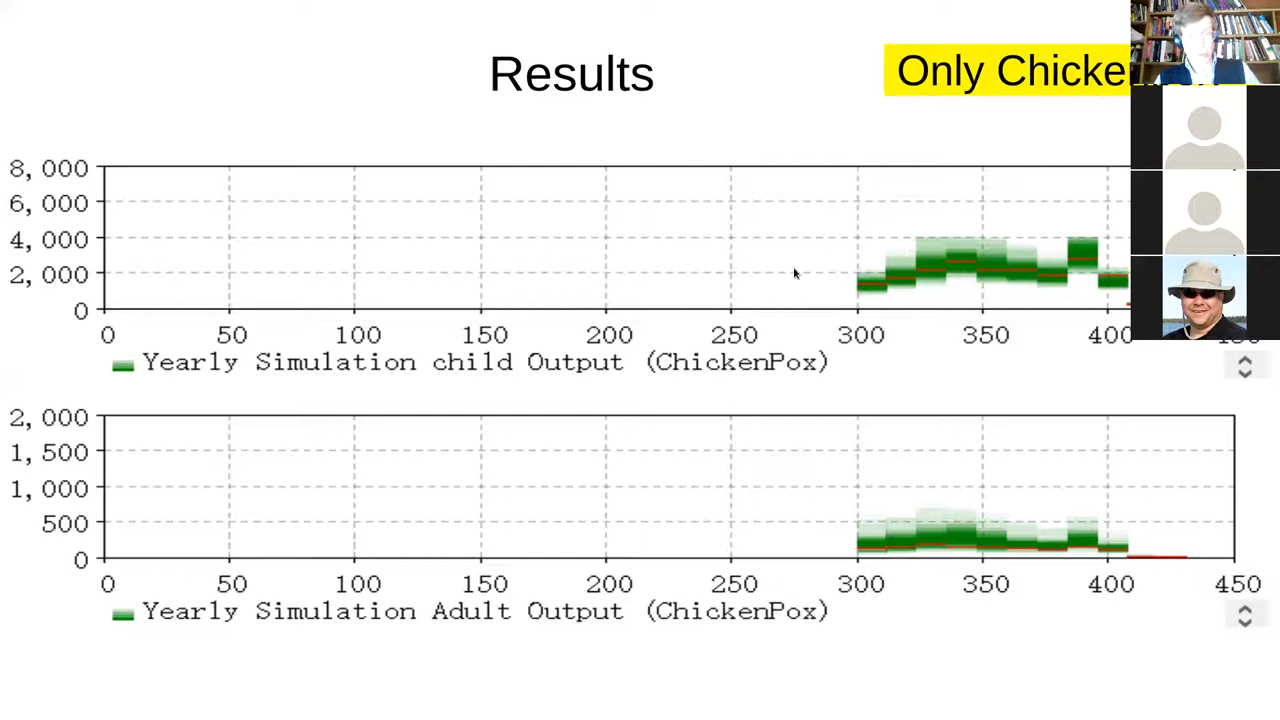 Results
Only Chicke
8,000
6,000
4,000
2,000
0
0 50 100 150 200 250 300 350 400
Yearly Simulation child Output (ChickenPox)
2,000
1,500
1,000
500
0
0 50 100 150 200 250 300 350 400 450
Yearly Simulation Adult Output (ChickenPox)